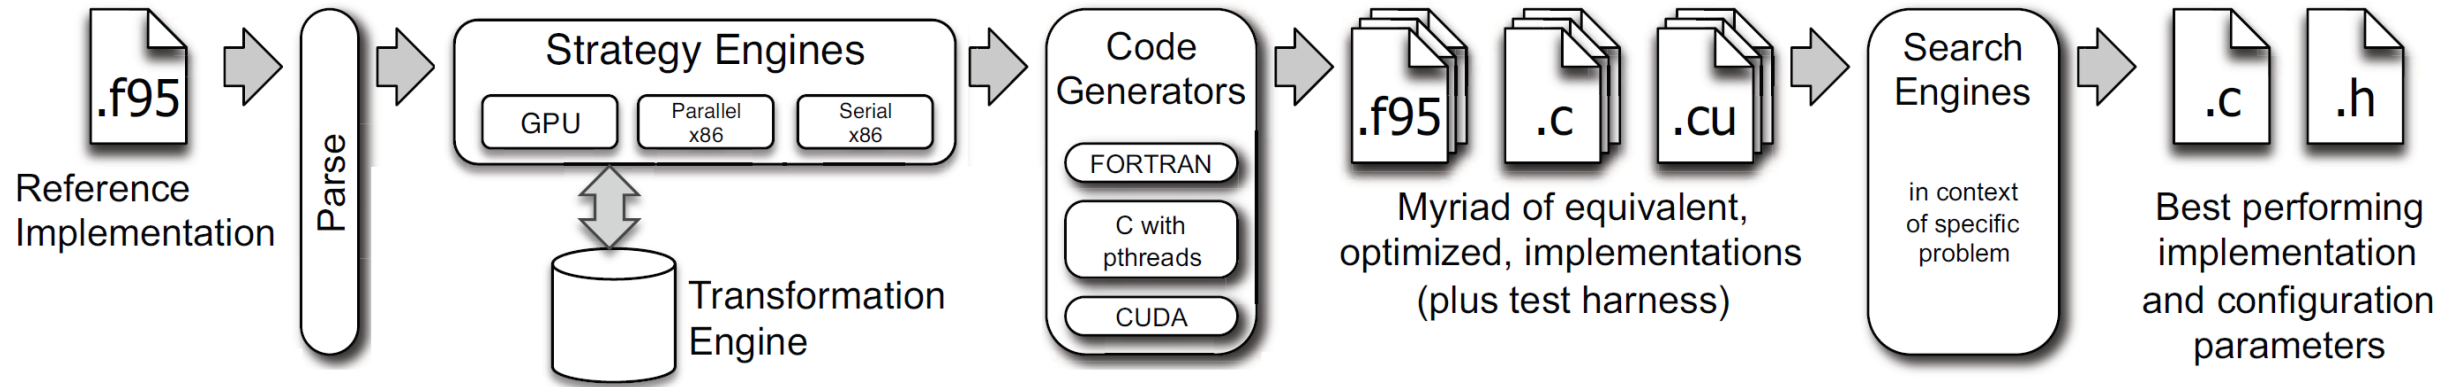 .f95
Reference
Implementation
Parse
Strategy Engines
GPU
Parallel
x86
Serial
x86
Transformation
Engine
Code
Generators
FORTRAN
C with
pthreads
CUDA
.f95
.c
.cu
Myriad of equivalent,
optimized, implementations
(plus test harness)
Search
Engines
in context
of specific
problem
.c
.h
Best performing
implementation
and configuration
parameters